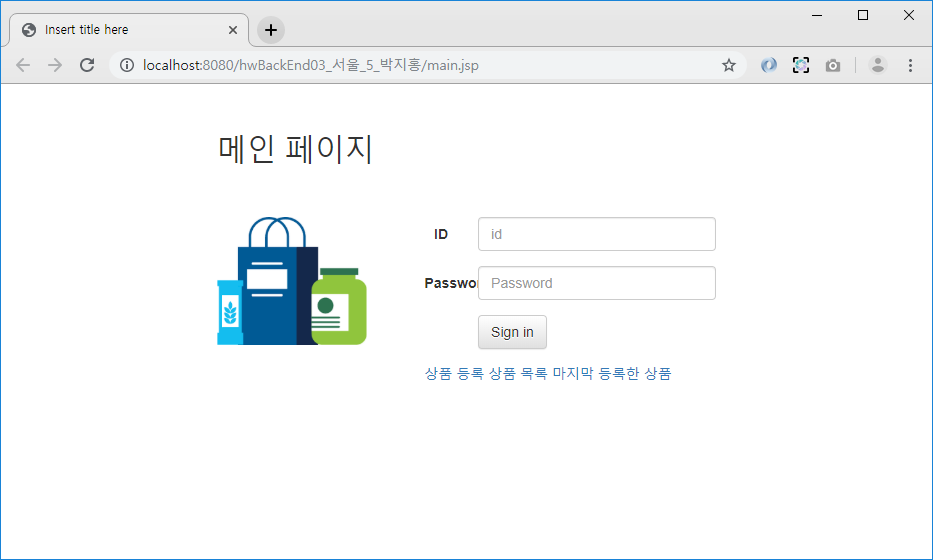 Insert title here
localhost:8080/hwBackEnd03_서울_5_박지홍/main.jsp
메인 페이지
ID
id
Passwo
Password
Sign in
상품 등록 상품 목록 마지막 등록한 상품